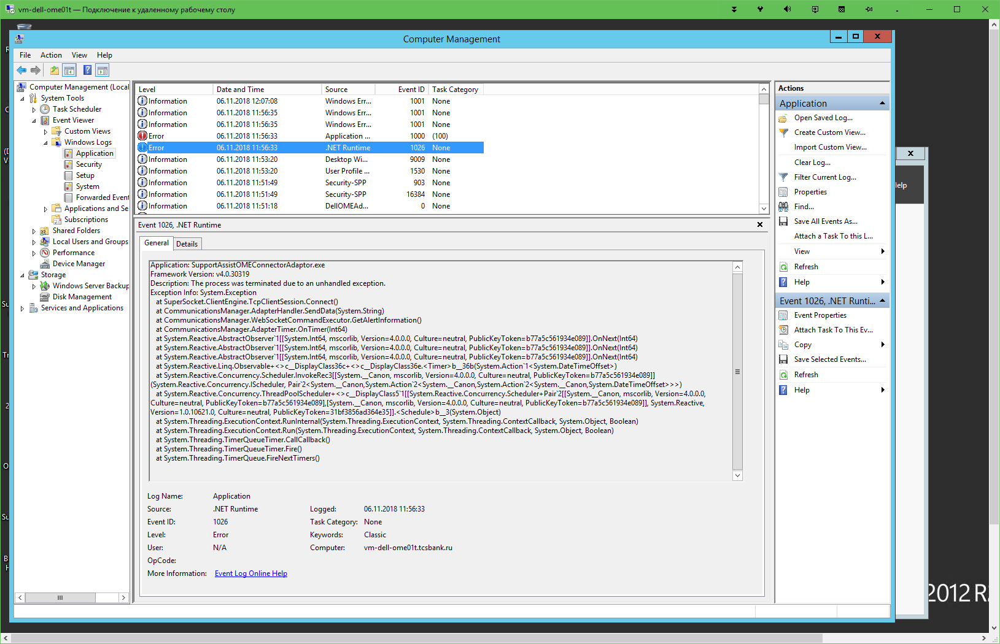 vm-dell-ome01t — Подключение к удаленному рабочему столу
Computer Management
File Action View Help
Computer Management (Local
System Tools
Task Scheduler
Event Viewer
Custom Views
Windows Logs
Application
Security
Setup
System
Forwarded Event
Applications and Se
Subscriptions
Shared Folders
Local Users and Groups
Performance
Device Manager
Storage
Windows Server Backup
Disk Management
Services and Applications
Level Date and Time Source Event ID Task Category
Information 06.11.2018 12:07:08 Windows Err... 1001 None
Information 06.11.2018 11:56:35 Windows Err... 1001 None
Information 06.11.2018 11:56:35 Windows Err... 1001 None
Error 06.11.2018 11:56:33 Application ... 1000 (100)
Error 06.11.2018 11:56:33 .NET Runtime 1026 None
Information 06.11.2018 11:53:20 Desktop Wi... 9009 None
Information 06.11.2018 11:53:20 User Profile ... 1530 None
Information 06.11.2018 11:51:49 Security-SPP 903 None
Information 06.11.2018 11:51:49 Security-SPP 16384 None
Information 06.11.2018 11:51:18 DellOMEAd... 0 None
Event 1026, .NET Runtime
General Details
Application: SupportAssistOMEConnectorAdaptor.exe
Framework Version: v4.0.30319
Description: The process was terminated due to an unhandled exception.
Exception Info: System.Exception
at SuperSocket.ClientEngine.TcpClientSession.Connect()
at CommunicationsManager.AdapterHandler.SendData(System.String)
at CommunicationsManager.WebSocketCommandExecutor.GetAlertInformation()
at CommunicationsManager.AdapterTimer.OnTimer(Int64)
at System.Reactive.AbstractObserver`1[[System.Int64, mscorlib, Version=4.0.0.0, Culture=neutral, PublicKeyToken=b77a5c561934e089]].OnNext(Int64)
at System.Reactive.AbstractObserver`1[[System.Int64, mscorlib, Version=4.0.0.0, Culture=neutral, PublicKeyToken=b77a5c561934e089]].OnNext(Int64)
at System.Reactive.AbstractObserver`1[[System.Int64, mscorlib, Version=4.0.0.0, Culture=neutral, PublicKeyToken=b77a5c561934e089]].OnNext(Int64)
at System.Reactive.Linq.Observable+<>c__DisplayClass36c+<>c__DisplayClass36e.<Timer>b__36b(System.Action`1<System.DateTimeOffset>)
at System.Reactive.Concurrency.Scheduler.InvokeRec3[[System.__Canon, mscorlib, Version=4.0.0.0, Culture=neutral, PublicKeyToken=b77a5c561934e089]]
(System.Reactive.Concurrency.IScheduler, Pair`2<System.__Canon,System.Action`2<System.__Canon,System.Action`2<System.__Canon,System.DateTimeOffset>>>)
at System.Reactive.Concurrency.ThreadPoolScheduler+<>c__DisplayClass5`1[[System.Reactive.Concurrency.Scheduler+Pair`2[[System.__Canon, mscorlib, Version=4.0.0.0,
Culture=neutral, PublicKeyToken=b77a5c561934e089],[System.__Canon, mscorlib, Version=4.0.0.0, Culture=neutral, PublicKeyToken=b77a5c561934e089]], System.Reactive,
Version=1.0.10621.0, Culture=neutral, PublicKeyToken=31bf3856ad364e35]].<Schedule>b__3(System.Object)
at System.Threading.ExecutionContext.RunInternal(System.Threading.ExecutionContext, System.Threading.ContextCallback, System.Object, Boolean)
at System.Threading.ExecutionContext.Run(System.Threading.ExecutionContext, System.Threading.ContextCallback, System.Object, Boolean)
at System.Threading.TimerQueueTimer.CallCallback()
at System.Threading.TimerQueueTimer.Fire()
at System.Threading.TimerQueue.FireNextTimers()
Log Name: Application
Source: .NET Runtime Logged: 06.11.2018 11:56:33
Event ID: 1026 Task Category: None
Level: Error Keywords: Classic
User: N/A Computer: vm-dell-ome01t.tcsbank.ru
OpCode:
More Information: Event Log Online Help
Actions
Application
Open Saved Log...
Create Custom View...
Import Custom View...
Clear Log...
Filter Current Log...
Properties
Find...
Save All Events As...
Attach a Task To this L...
View
Refresh
Help
Event 1026, .NET Runti...
Event Properties
Attach Task To This Ev...
Copy
Save Selected Events...
Refresh
Help
elp
2012 R